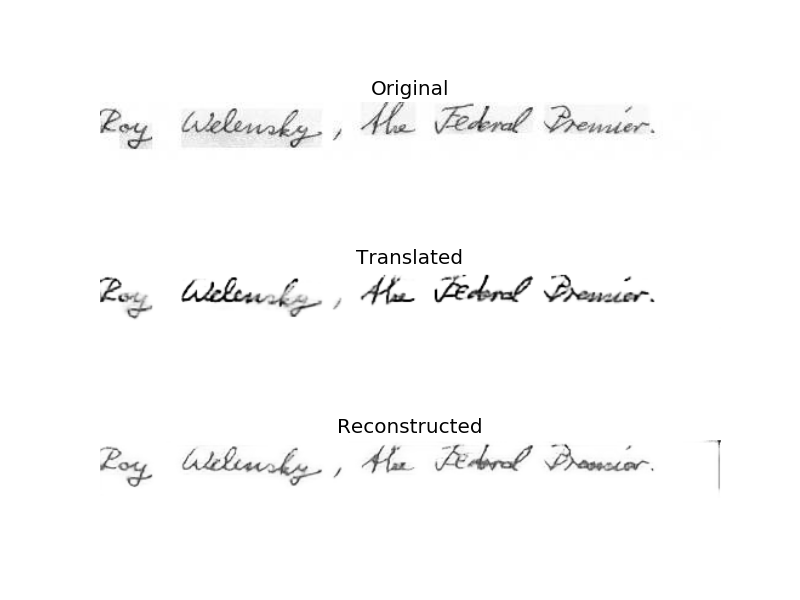 Original
Roy Welensky, the Federal Premier.
Translated
Roy Welensky, the Federal Premier.
Reconstructed
Roy Welensky, the Federal Premier.